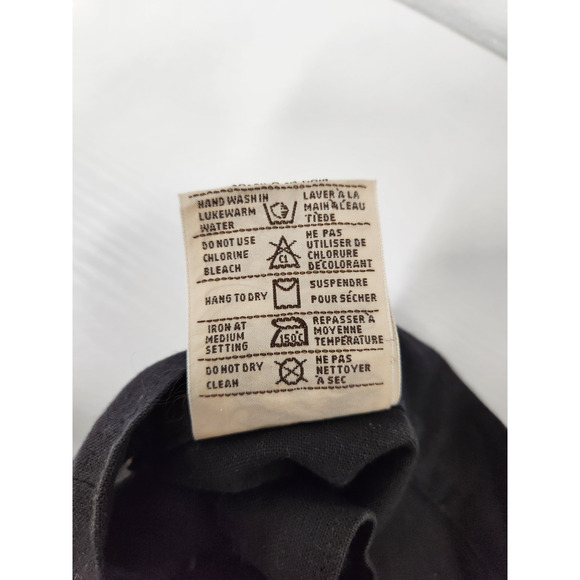 HAND WASH IN
LUKEWARM
WATER
LAVER À LA
MAIN À L'EAU
TIÈDE
DO NOT USE
CHLORINE
BLEACH
Cl
NE PAS
UTILISER DE
CHLORURE
DÉCOLORANT
HANG TO DRY
SUSPENDRE
POUR SÉCHER
IRON AT
MEDIUM
SETTING
150°C
REPASSER À
MOYENNE
TEMPÉRATURE
DO NOT DRY
CLEAN
NE PAS
NETTOYER
À SEC